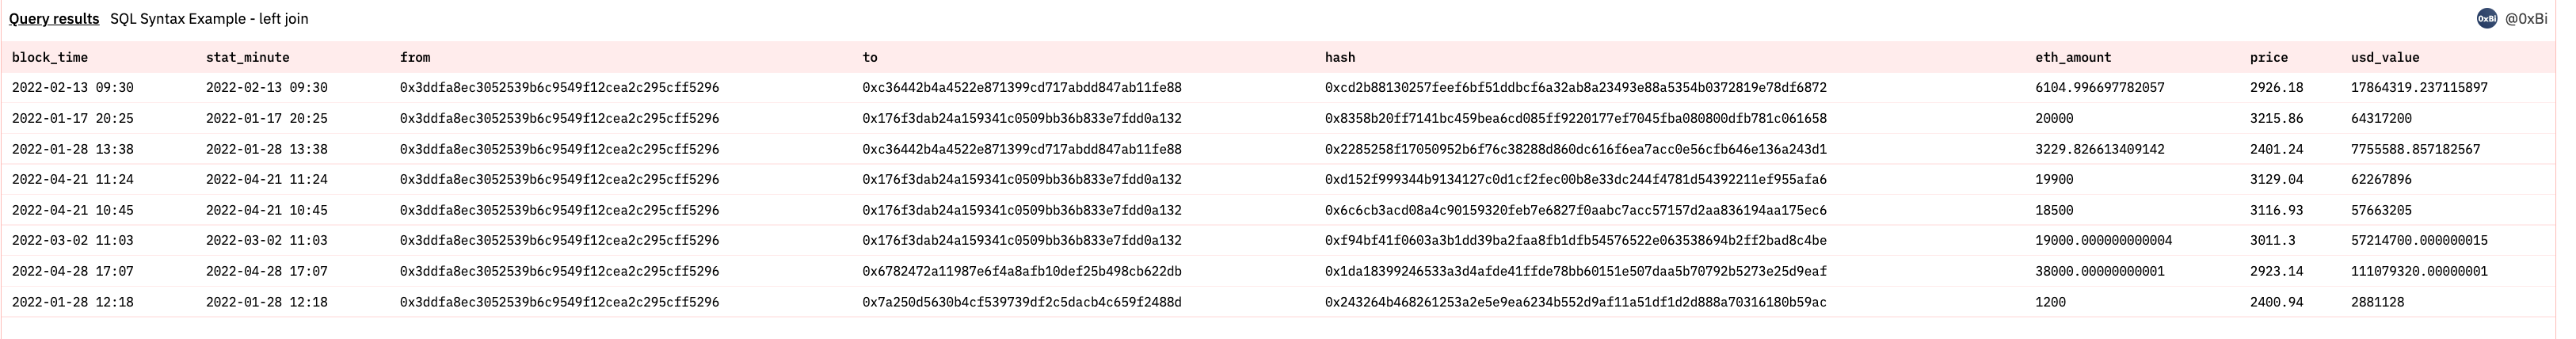 Query results SQL Syntax Example - left join 0xBi @0xBi
block_time stat_minute from to hash eth_amount price usd_value
2022-02-13 09:30 2022-02-13 09:30 0x3ddfa8ec3052539b6c9549f12cea2c295cff5296 0xc36442b4a4522e871399cd717abdd847ab11fe88 0xcd2b88130257feef6bf51ddbcf6a32ab8a23493e88a5354b0372819e78df6872 6104.996697782057 2926.18 17864319.237115897
2022-01-17 20:25 2022-01-17 20:25 0x3ddfa8ec3052539b6c9549f12cea2c295cff5296 0x176f3dab24a159341c0509bb36b833e7fdd0a132 0x8358b20ff7141bc459bea6cd085ff9220177ef7045fba080800dfb781c061658 20000 3215.86 64317200
2022-01-28 13:38 2022-01-28 13:38 0x3ddfa8ec3052539b6c9549f12cea2c295cff5296 0xc36442b4a4522e871399cd717abdd847ab11fe88 0x2285258f17050952b6f76c38288d860dc616f6ea7acc0e56cfb646e136a243d1 3229.826613409142 2401.24 7755588.857182567
2022-04-21 11:24 2022-04-21 11:24 0x3ddfa8ec3052539b6c9549f12cea2c295cff5296 0x176f3dab24a159341c0509bb36b833e7fdd0a132 0xd152f999344b9134127c0d1cf2fec00b8e33dc244f4781d54392211ef955afa6 19900 3129.04 62267896
2022-04-21 10:45 2022-04-21 10:45 0x3ddfa8ec3052539b6c9549f12cea2c295cff5296 0x176f3dab24a159341c0509bb36b833e7fdd0a132 0x6c6cb3acd08a4c90159320feb7e6827f0aabc7acc57157d2aa836194aa175ec6 18500 3116.93 57663205
2022-03-02 11:03 2022-03-02 11:03 0x3ddfa8ec3052539b6c9549f12cea2c295cff5296 0x176f3dab24a159341c0509bb36b833e7fdd0a132 0xf94bf41f0603a3b1dd39ba2faa8fb1dfb54576522e063538694b2ff2bad8c4be 19000.000000000004 3011.3 57214700.000000015
2022-04-28 17:07 2022-04-28 17:07 0x3ddfa8ec3052539b6c9549f12cea2c295cff5296 0x6782472a11987e6f4a8afb10def25b498cb622db 0x1da18399246533a3d4afde41ffde78bb60151e507daa5b70792b5273e25d9eaf 38000.00000000001 2923.14 111079320.00000001
2022-01-28 12:18 2022-01-28 12:18 0x3ddfa8ec3052539b6c9549f12cea2c295cff5296 0x7a250d5630b4cf539739df2c5dacb4c659f2488d 0x243264b468261253a2e5e9ea6234b552d9af11a51df1d2d888a70316180b59ac 1200 2400.94 2881128